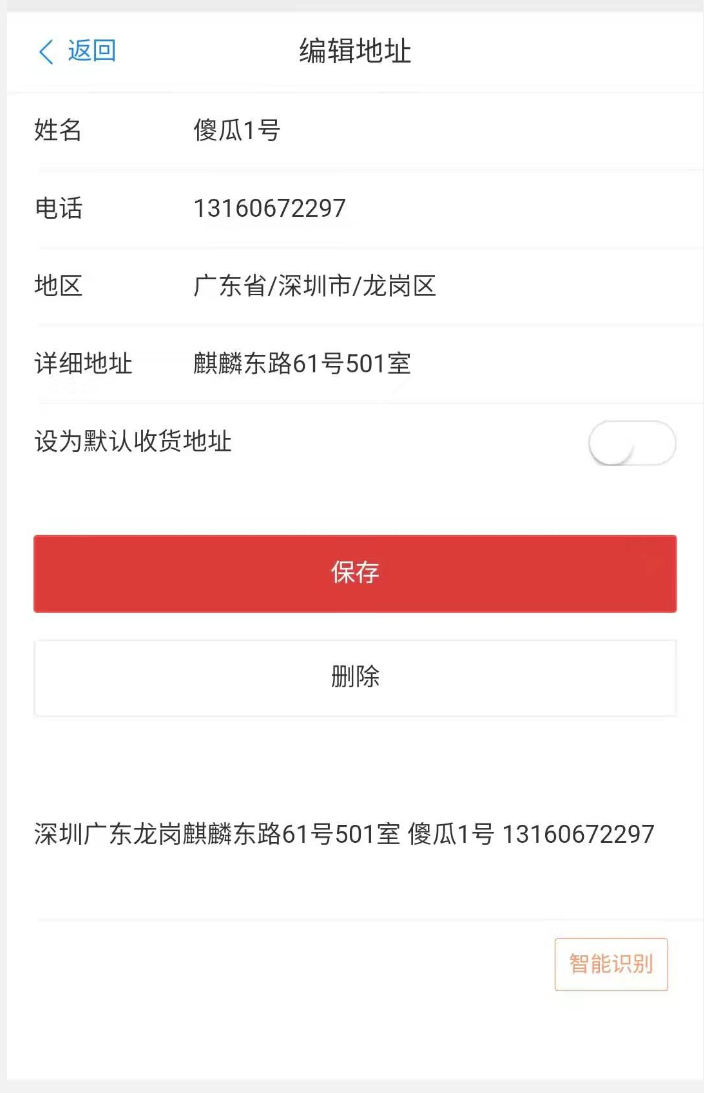 返回
编辑地址
姓名 傻瓜1号
电话 13160672297
地区 广东省/深圳市/龙岗区
详细地址 麒麟东路61号501室
设为默认收货地址
保存
删除
深圳广东龙岗麒麟东路61号501室 傻瓜1号 13160672297
智能识别